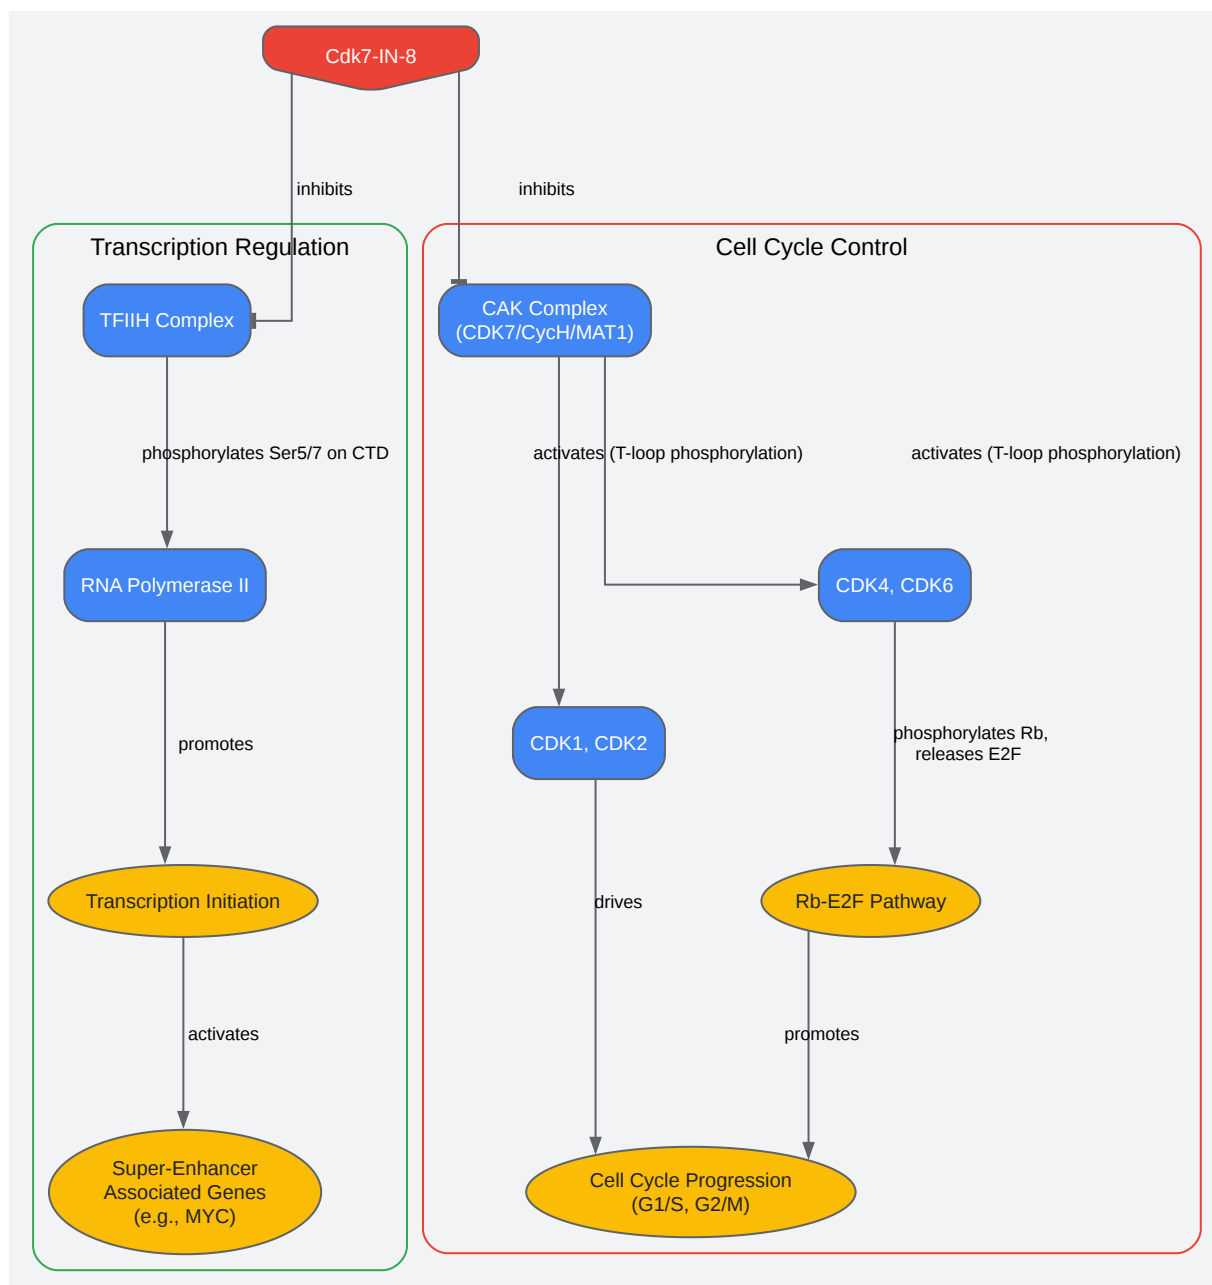 Cdk7-IN-8
inhibits
inhibits
Transcription Regulation
Cell Cycle Control
TFIIH Complex
CAK Complex
(CDK7/CycH/MAT1)
phosphorylates Ser5/7 on CTD
activates (T-loop phosphorylation)
activates (T-loop phosphorylation)
RNA Polymerase II
CDK4, CDK6
promotes
CDK1, CDK2
phosphorylates Rb,
releases E2F
Transcription Initiation
drives
Rb-E2F Pathway
activates
promotes
Super-Enhancer
Associated Genes
(e.g., MYC)
Cell Cycle Progression
(G1/S, G2/M)